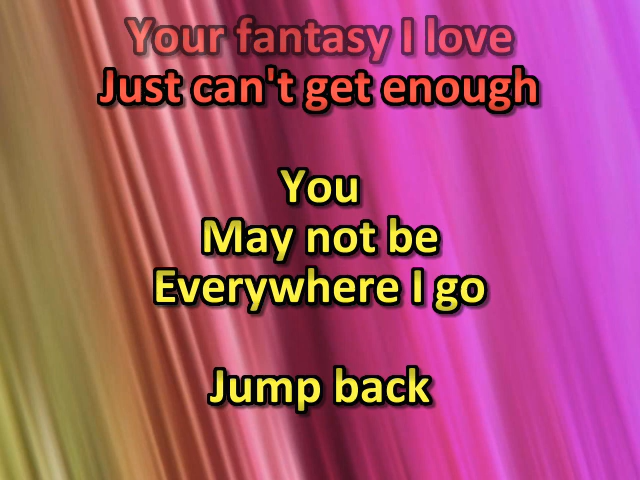 Your fantasy I love
Just can't get enough
You
May not be
Everywhere I go
Jump back